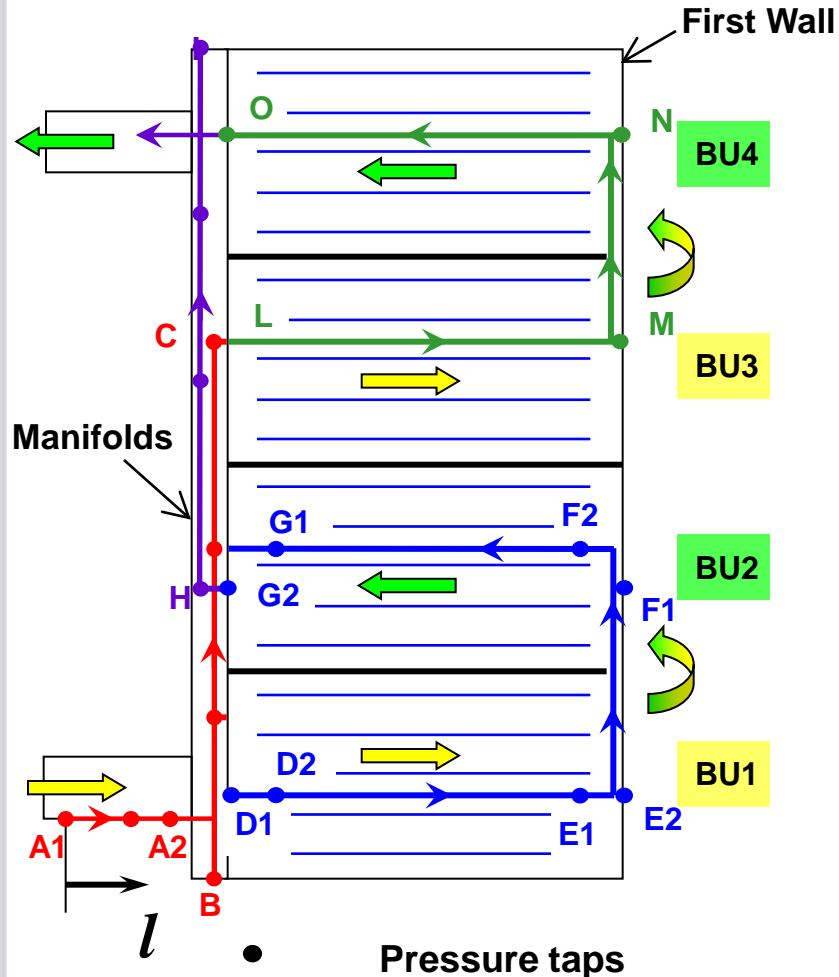 First Wall
I
O
N
BU4
C
L
M
BU3
Manifolds
G1
F2
H
G2
BU2
F1
D2
BU1
D1
E1
E2
A1
A2
B
l
Pressure taps